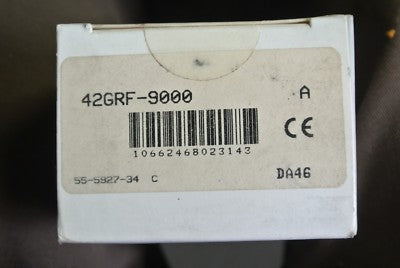 42GRF-9000 A
CE
10662468023143
55-5927-34 C DA46